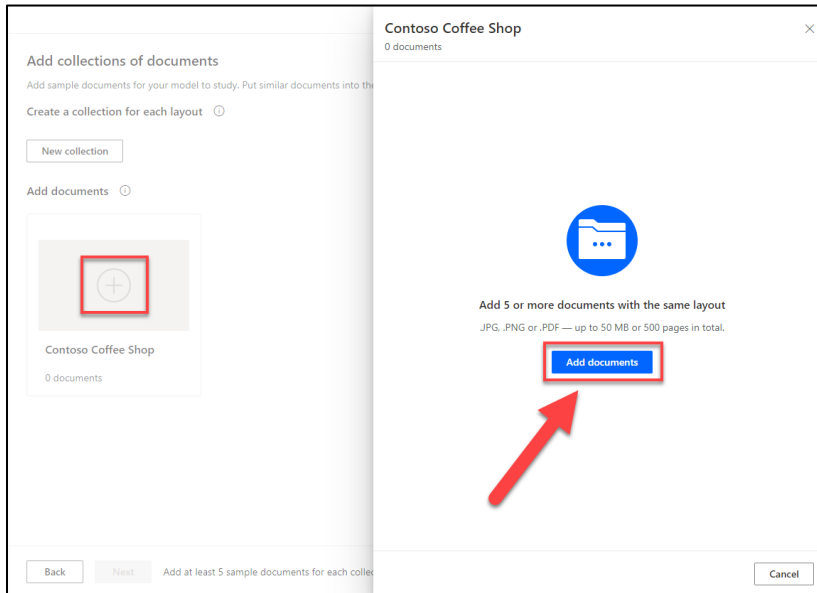 Add collections of documents
Add sample documents for your model to study. Put similar documents into the
Create a collection for each layout
New collection
Add documents
Contoso Coffee Shop
0 documents
Back
Next
Add at least 5 sample documents for each collec
Contoso Coffee Shop
0 documents
Add 5 or more documents with the same layout
.JPG, .PNG or .PDF — up to 50 MB or 500 pages in total.
Add documents
Cancel